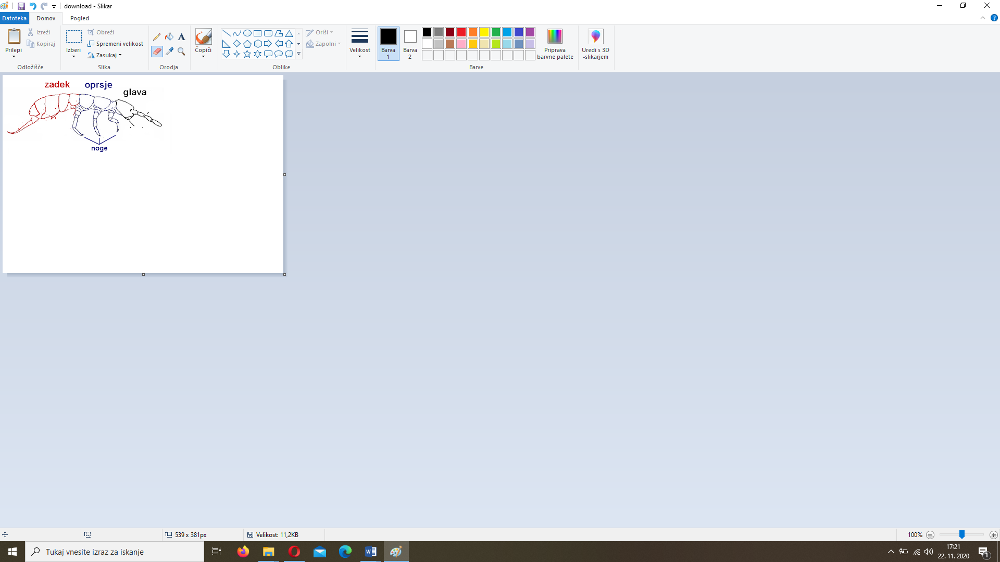 download - Slikar
Datoteka Domov Pogled
Prilepi
Izreži
Kopiraj
Odložišče
Izberi
Obreži
Spremeni velikost
Zasukaj
Slika
A
Orodja
Čopiči
Oriši
Zapolni
Oblike
Velikost
Barva 1
Barva 2
Barve
Priprava
barvne palete
Uredi s 3D
-slikarjem
zadek oprsje
glava
noge
539 x 381px
Velikost: 11,2KB
100%
Tukaj vnesite izraz za iskanje
17:21
22. 11. 2020
1